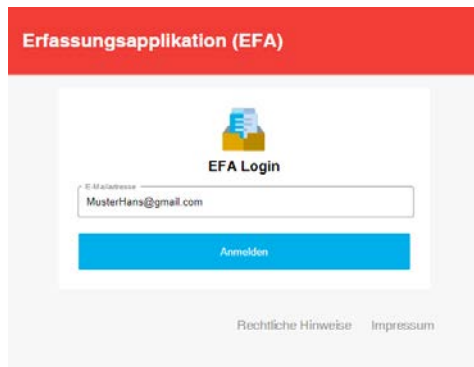 Erfassungsapplikation (EFA)
EFA Login
E-Mailadresse
MusterHans@gmail.com
Anmelden
Rechtliche Hinweise Impressum